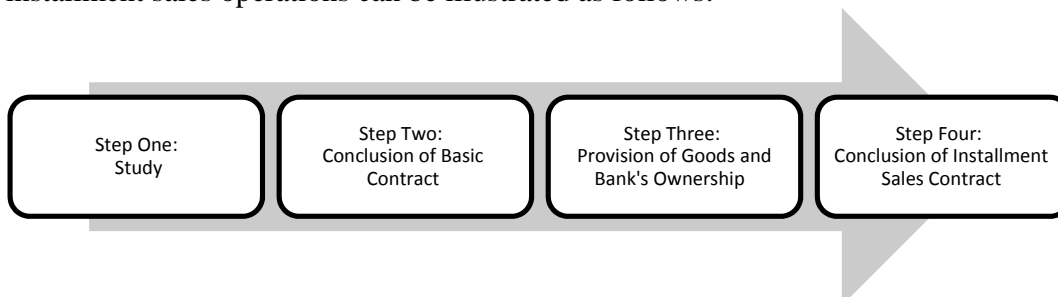 installment sales operations can be illustrated as follows:
Step One:
Study
Step Two:
Conclusion of Basic
Contract
Step Three:
Provision of Goods and
Bank's Ownership
Step Four:
Conclusion of Installment
Sales Contract